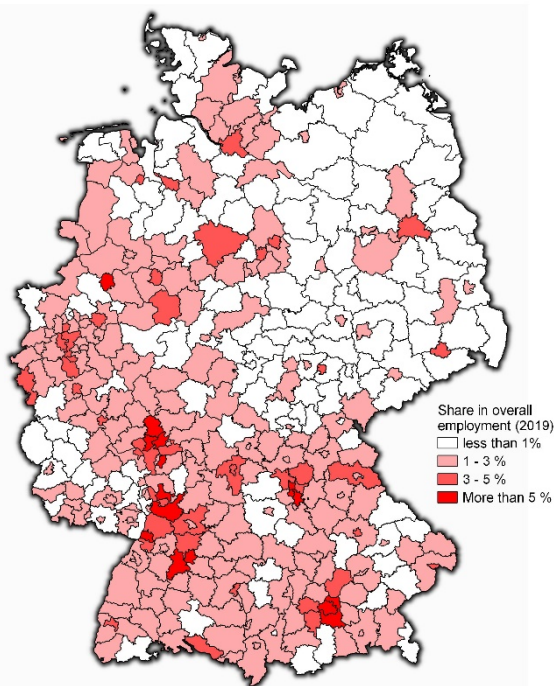 Share in overall
employment (2019)
less than 1%
1 - 3 %
3 - 5 %
More than 5 %